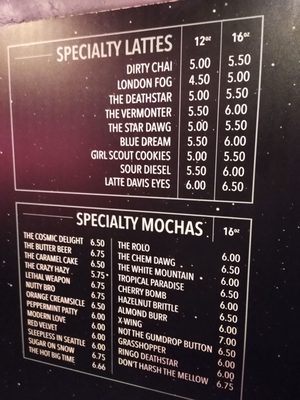 SPECIALTY LATTES 12oz 16oz
DIRTY CHAI 5.00 5.50
LONDON FOG 4.50 5.00
THE DEATHSTAR 5.00 5.50
THE VERMONTER 5.50 6.00
THE STAR DAWG 5.00 5.50
BLUE DREAM 5.50 6.00
GIRL SCOUT COOKIES 5.00 5.50
SOUR DIESEL 5.50 6.00
LATTE DAVIS EYES 6.00 6.50
SPECIALTY MOCHAS 16oz
THE COSMIC DELIGHT 6.50
THE BUTTER BEER 6.75
THE CARAMEL CAKE 6.50
THE CRAZY HAZY 6.00
LETHAL WEAPON 5.75
NUTTY BRO 6.75
ORANGE CREAMSICLE 6.50
PEPPERMINT PATTY 6.00
MODERN LOVE 6.00
RED VELVET 6.00
SLEEPLESS IN SEATTLE 6.00
SUGAR ON SNOW 6.75
THE HOT BIG TIME 6.66
THE ROLO 6.00
THE CHEM DAWG 6.50
THE WHITE MOUNTAIN 6.00
TROPICAL PARADISE 6.50
CHERRY BOMB 6.00
HAZELNUT BRITTLE 6.50
ALMOND BURR 6.00
X-WING 7.00
NOT THE GUMDROP BUTTON 6.50
GRASSHOPPER 6.00
RINGO DEATHSTAR 6.00
DON'T HARSH THE MELLOW 6.75